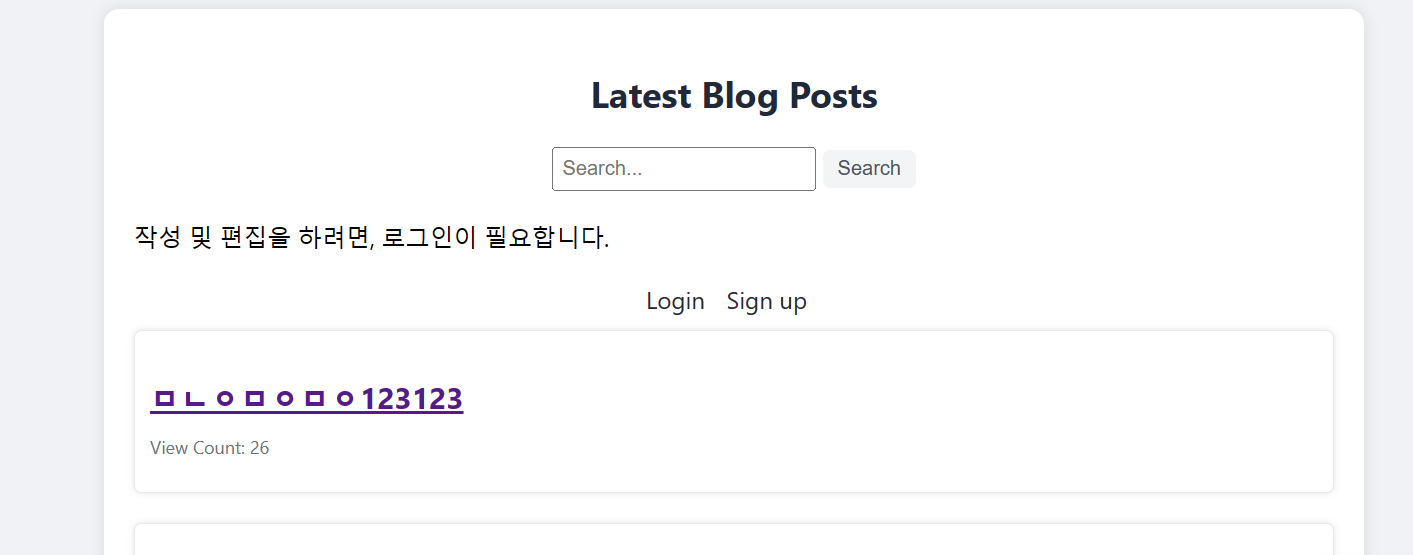 Latest Blog Posts
Search... Search
작성 및 편집을 하려면, 로그인이 필요합니다.
Login Sign up
ㅁㄴㅇㅁㅇㅁㅇ123123
View Count: 26